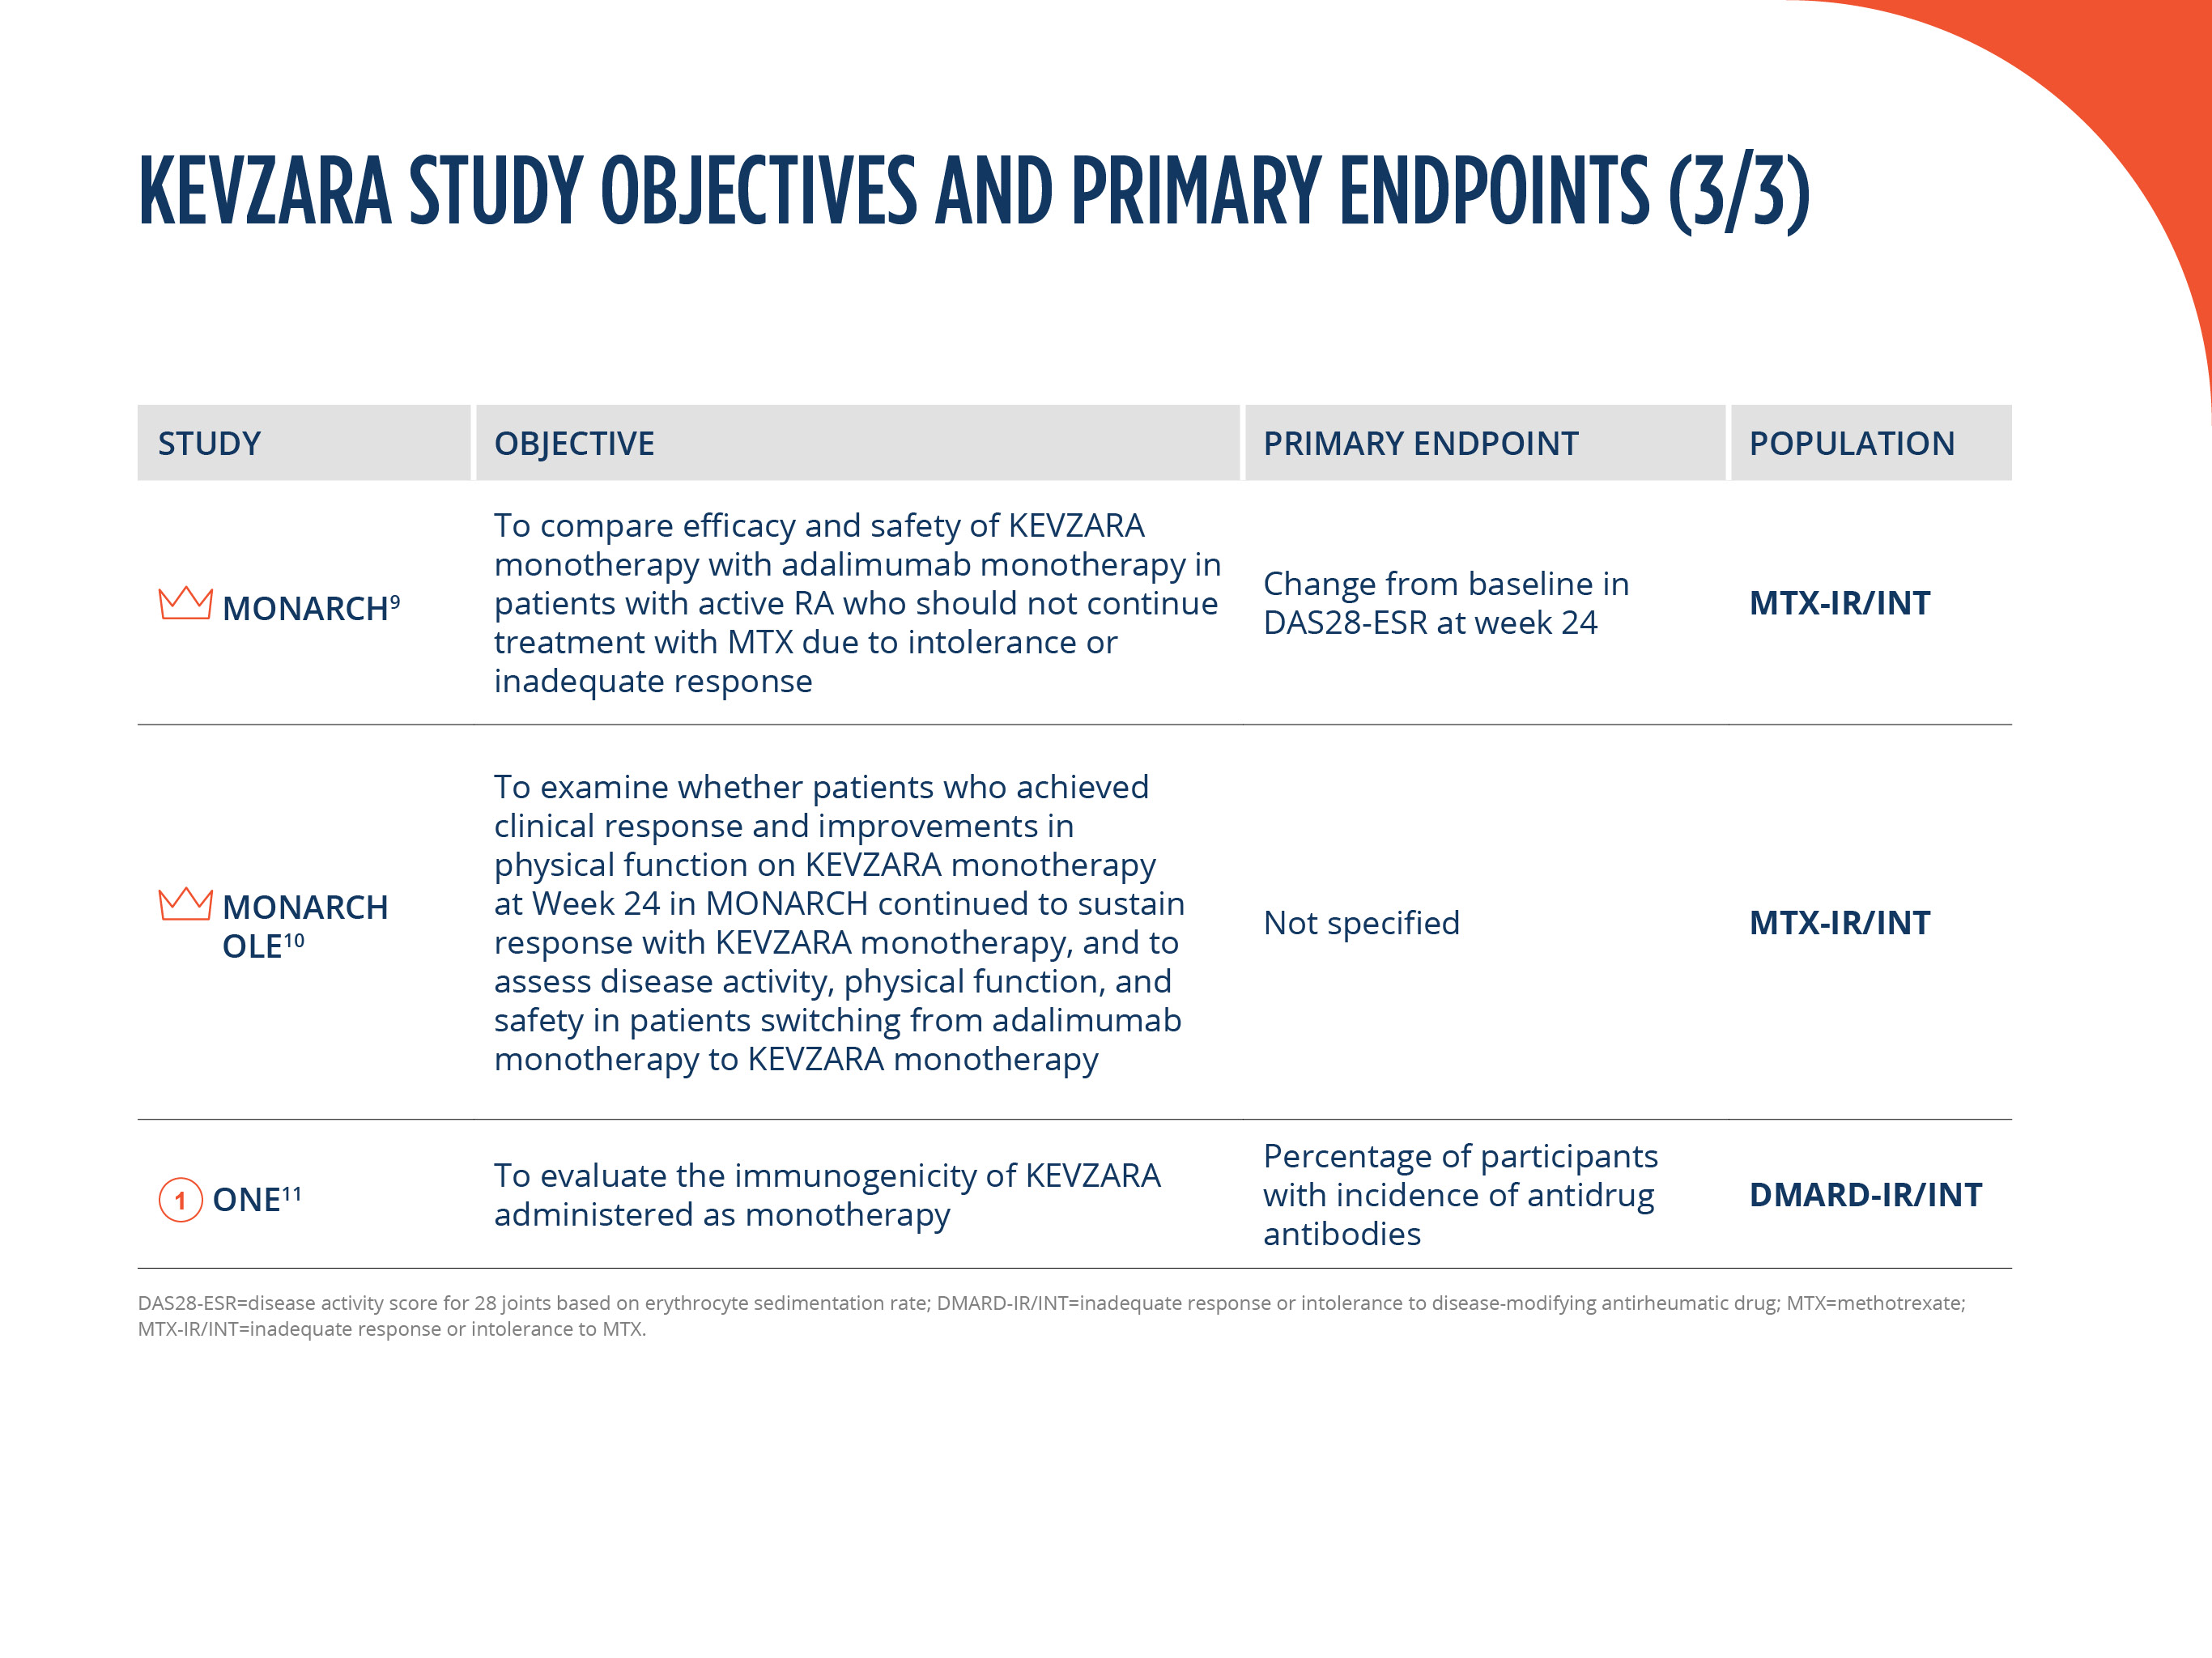 KEVZARA STUDY OBJECTIVES AND PRIMARY ENDPOINTS (3/3)
STUDY
OBJECTIVE
PRIMARY ENDPOINT
POPULATION
MONARCH⁹
To compare efficacy and safety of KEVZARA
monotherapy with adalimumab monotherapy in
patients with active RA who should not continue
treatment with MTX due to intolerance or
inadequate response
Change from baseline in
DAS28-ESR at week 24
MTX-IR/INT
MONARCH
OLE¹⁰
To examine whether patients who achieved
clinical response and improvements in
physical function on KEVZARA monotherapy
at Week 24 in MONARCH continued to sustain
response with KEVZARA monotherapy, and to
assess disease activity, physical function, and
safety in patients switching from adalimumab
monotherapy to KEVZARA monotherapy
Not specified
MTX-IR/INT
1 ONE¹¹
To evaluate the immunogenicity of KEVZARA
administered as monotherapy
Percentage of participants
with incidence of antidrug
antibodies
DMARD-IR/INT
DAS28-ESR=disease activity score for 28 joints based on erythrocyte sedimentation rate; DMARD-IR/INT=inadequate response or intolerance to disease-modifying antirheumatic drug; MTX=methotrexate;
MTX-IR/INT=inadequate response or intolerance to MTX.